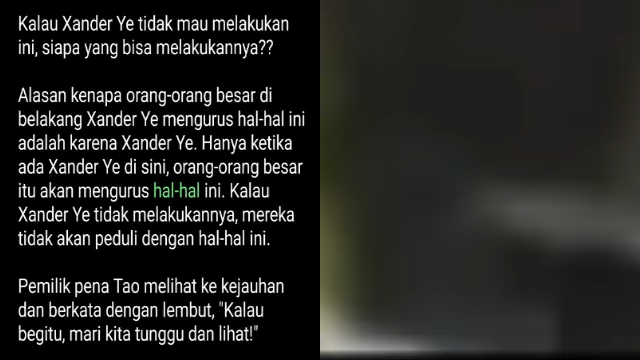 Kalau Xander Ye tidak mau melakukan
ini, siapa yang bisa melakukannya??
Alasan kenapa orang-orang besar di
belakang Xander Ye mengurus hal-hal ini
adalah karena Xander Ye. Hanya ketika
ada Xander Ye di sini, orang-orang besar
itu akan mengurus hal-hal ini. Kalau
Xander Ye tidak melakukannya, mereka
tidak akan peduli dengan hal-hal ini.
Pemilik pena Tao melihat ke kejauhan
dan berkata dengan lembut, "Kalau
begitu, mari kita tunggu dan lihat!"